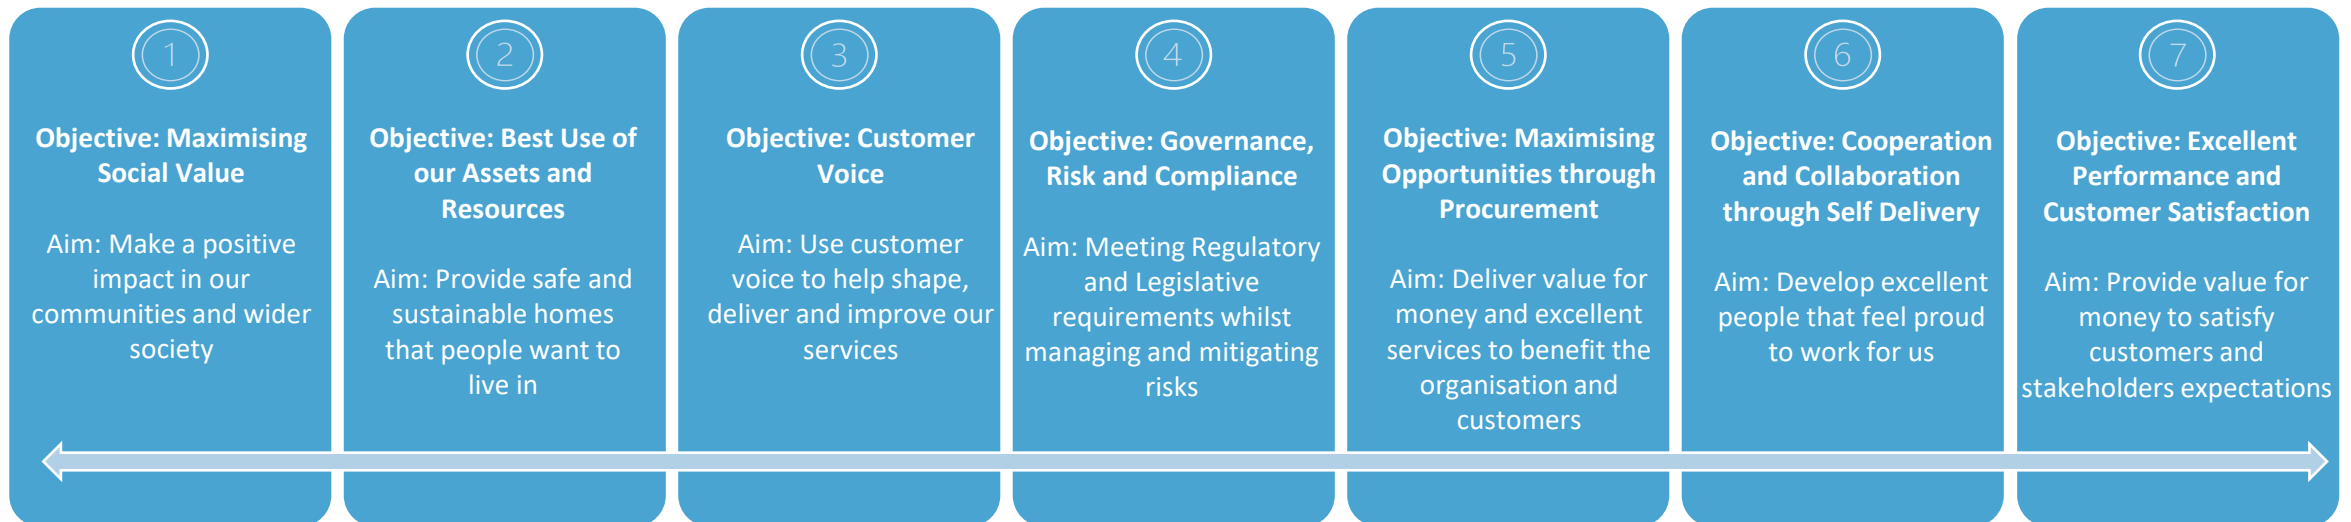 1
Objective: Maximising
Social Value
Aim: Make a positive
impact in our
communities and wider
society
2
Objective: Best Use of
our Assets and
Resources
Aim: Provide safe and
sustainable homes
that people want to
live in
3
Objective: Customer
Voice
Aim: Use customer
voice to help shape,
deliver and improve our
services
4
Objective: Governance,
Risk and Compliance
Aim: Meeting Regulatory
and Legislative
requirements whilst
managing and mitigating
risks
5
Objective: Maximising
Opportunities through
Procurement
Aim: Deliver value for
money and excellent
services to benefit the
organisation and
customers
6
Objective: Cooperation
and Collaboration
through Self Delivery
Aim: Develop excellent
people that feel proud
to work for us
7
Objective: Excellent
Performance and
Customer Satisfaction
Aim: Provide value for
money to satisfy
customers and
stakeholders expectations